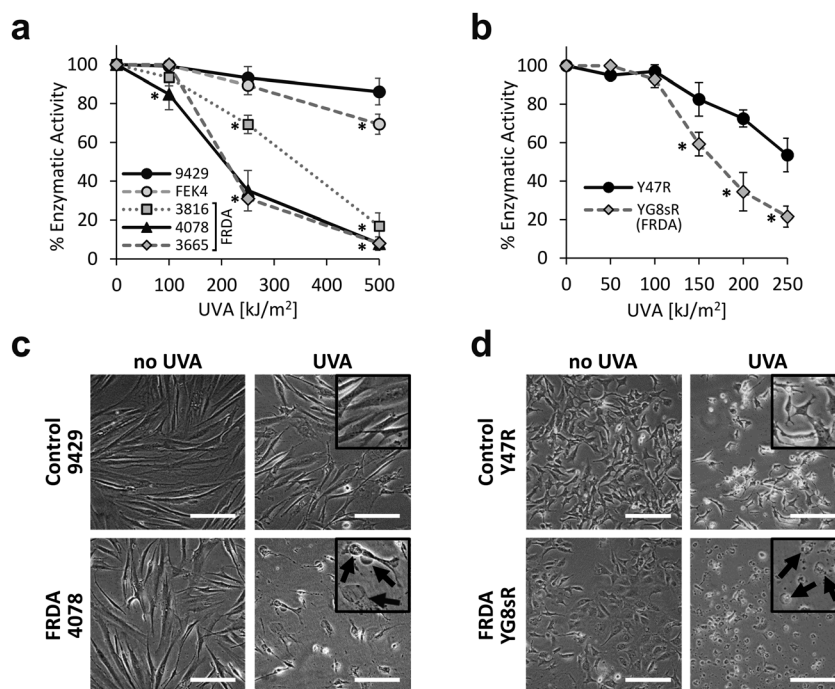 a
% Enzymatic Activity
100
80
60
40
20
0
*
*
*
*
*
*
9429
FEK4
3816
4078
3665
FRDA
0 100 200 300 400 500
UVA [kJ/m²]
b
% Enzymatic Activity
100
80
60
40
20
0
*
*
*
Y47R
YG8sR
(FRDA)
0 50 100 150 200 250
UVA [kJ/m²]
c
no UVA UVA
Control
9429
FRDA
4078
d
no UVA UVA
Control
Y47R
FRDA
YG8sR